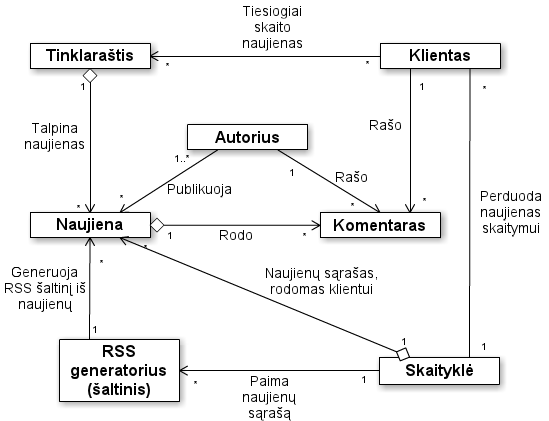 Tiesiogiai
skaito
naujienas
Tinklaraštis
Klientas
*
*
1
1
*
Talpina
naujienas
Autorius
Rašo
1..*
1
Publikuoja
Rašo
Perduoda
naujienas
skaitymui
*
*
*
*
Naujiena
1
Rodo
*
Komentaras
*
*
Generuoja
RSS šaltinį iš
naujienų
Naujienų sąrašas,
rodomas klientui
1
1
1
RSS
generatorius
(šaltinis)
*
Paima
naujienų
sąrašą
1
Skaityklė